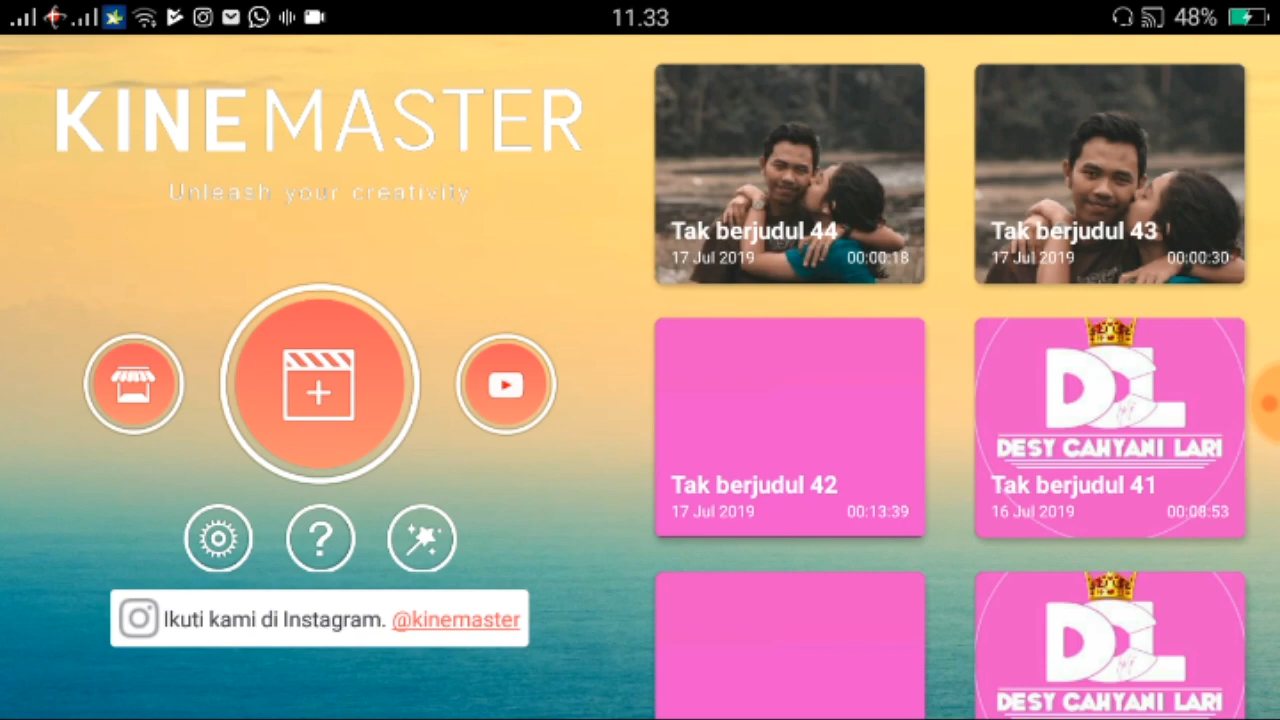 11.33
48%
KINEMASTER
Unleash your creativity
Ikuti kami di Instagram. @kinemaster
Tak berjudul 44
17 Jul 2019 00:00:18
Tak berjudul 43
17 Jul 2019 00:00:30
Tak berjudul 42
17 Jul 2019 00:13:39
DCL
DESY CAHYANI LARI
Tak berjudul 41
16 Jul 2019 00:08:53
DCL
DESY CAHYANI LARI